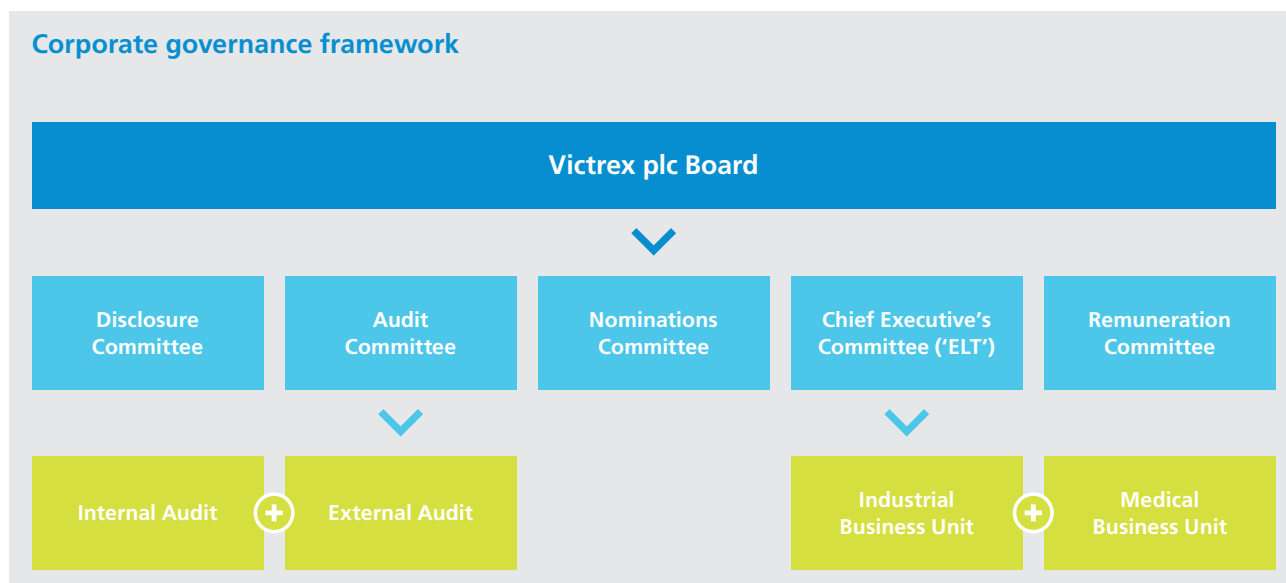 Corporate governance framework
Victrex plc Board
Disclosure
Committee
Audit
Committee
Nominations
Committee
Chief Executive’s
Committee (‘ELT’)
Remuneration
Committee
Internal Audit
External Audit
Industrial
Business Unit
Medical
Business Unit